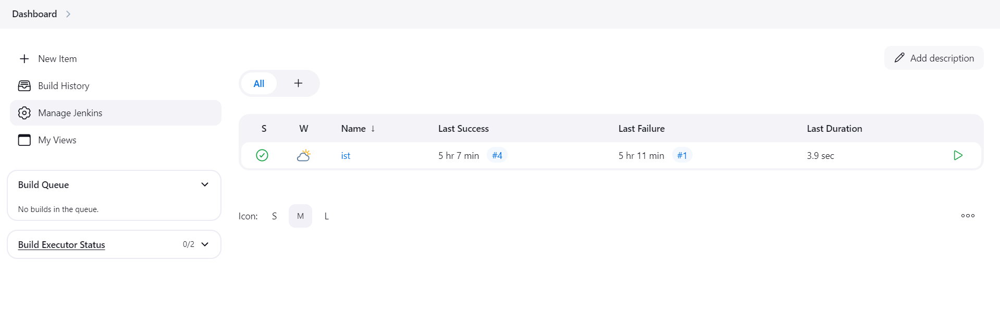 Dashboard
New Item
Build History
Manage Jenkins
My Views
Build Queue
No builds in the queue.
Build Executor Status 0/2
Add description
All
S W Name ↓ Last Success Last Failure Last Duration
ist 5 hr 7 min #4 5 hr 11 min #1 3.9 sec
Icon: S M L